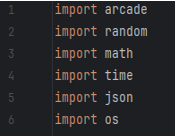 1 import arcade
2 import random
3 import math
4 import time
5 import json
6 import os